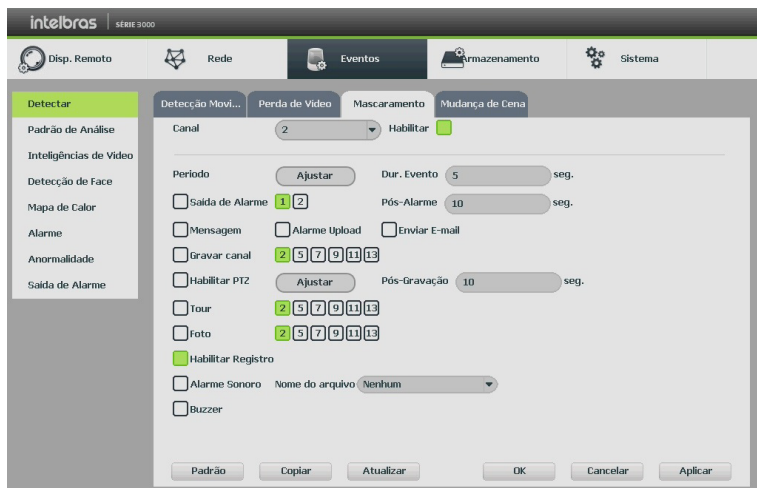 intelbras SÉRIE 3000
Disp. Remoto Rede Eventos Armazenamento Sistema
Detectar
Padrão de Análise
Inteligências de Video
Detecção de Face
Mapa de Calor
Alarme
Anormalidade
Saída de Alarme
Detecção Movi... Perda de Vídeo Mascaramento Mudança de Cena
Canal 2 Habilitar
Periodo Ajustar Dur. Evento 5 seg.
Saída de Alarme 1 2 Pós-Alarme 10 seg.
Mensagem Alarme Upload Enviar E-mail
Gravar canal 2 5 7 9 11 13
Habilitar PTZ Ajustar Pós-Gravação 10 seg.
Tour 2 5 7 9 11 13
Foto 2 5 7 9 11 13
Habilitar Registro
Alarme Sonoro Nome do arquivo Nenhum
Buzzer
Padrão Copiar Atualizar OK Cancelar Aplicar